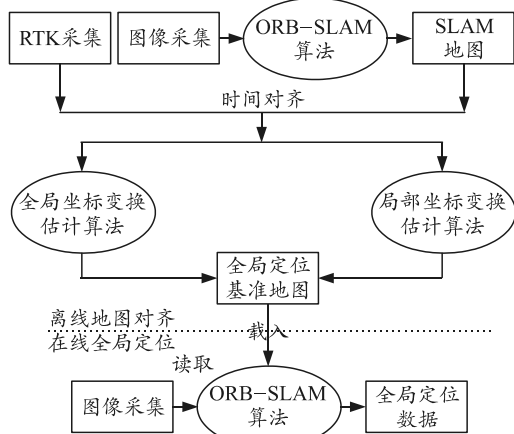 RTK采集
图像采集
ORB-SLAM
算法
SLAM
地图
时间对齐
全局坐标变换
估计算法
局部坐标变换
估计算法
全局定位
基准地图
离线地图对齐
载入
在线全局定位
读取
图像采集
ORB-SLAM
算法
全局定位
数据